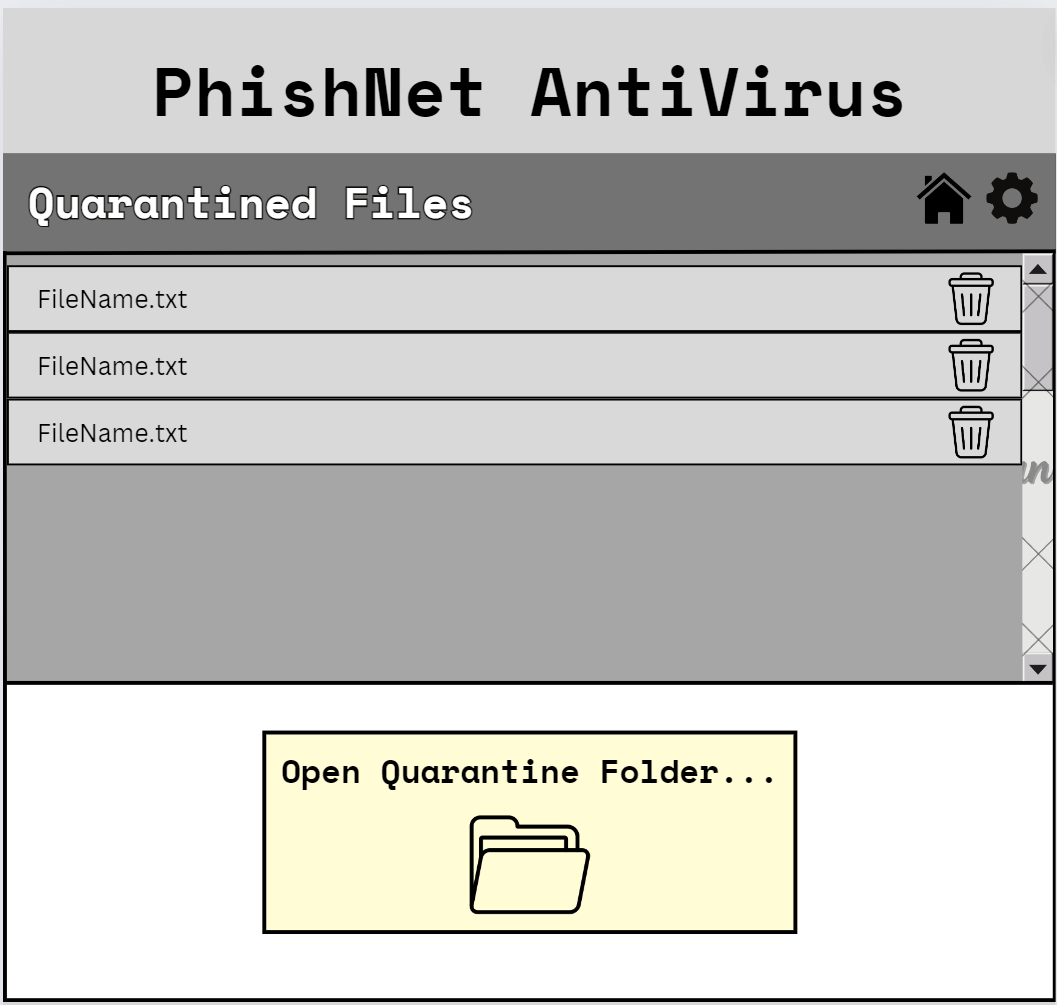 PhishNet AntiVirus
Quarantined Files
FileName.txt
FileName.txt
FileName.txt
Open Quarantine Folder...